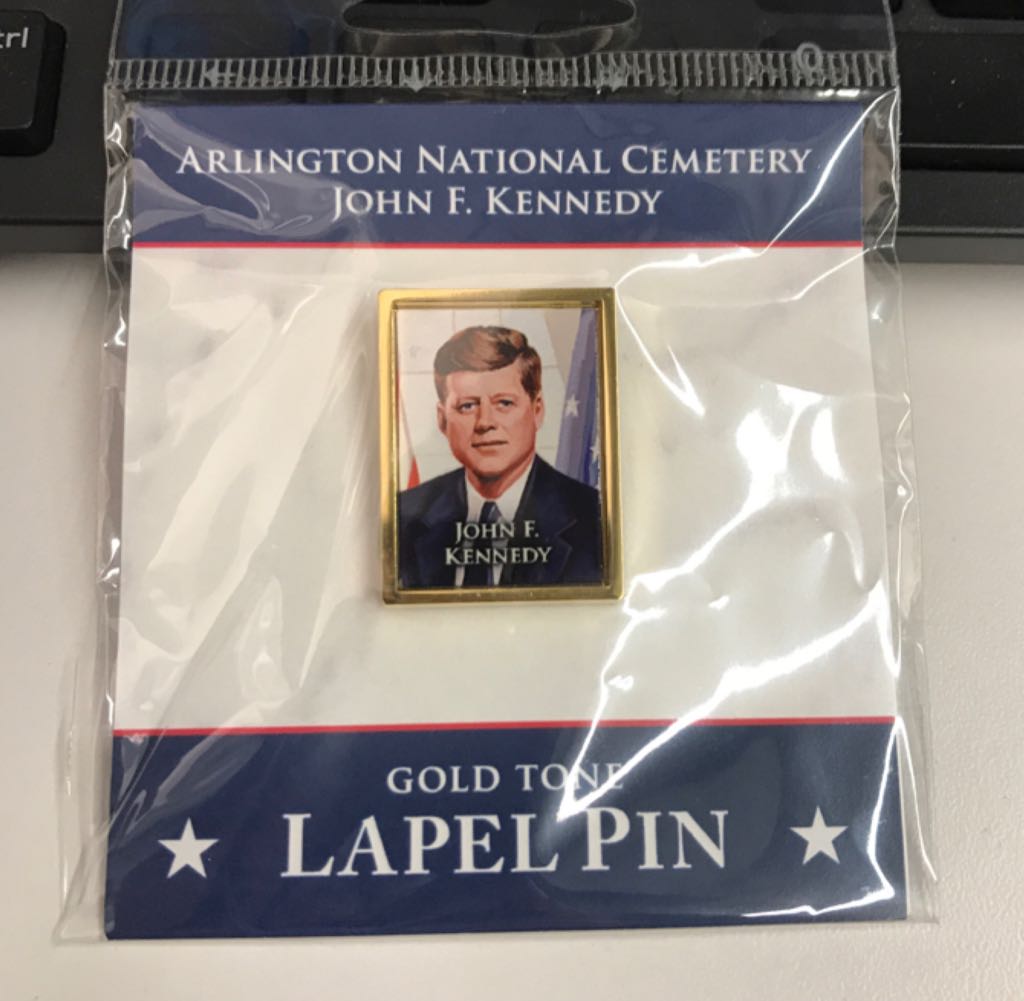 trl
ARLINGTON NATIONAL CEMETERY
JOHN F. KENNEDY
JOHN F.
KENNEDY
GOLD TONE
LAPEL PIN